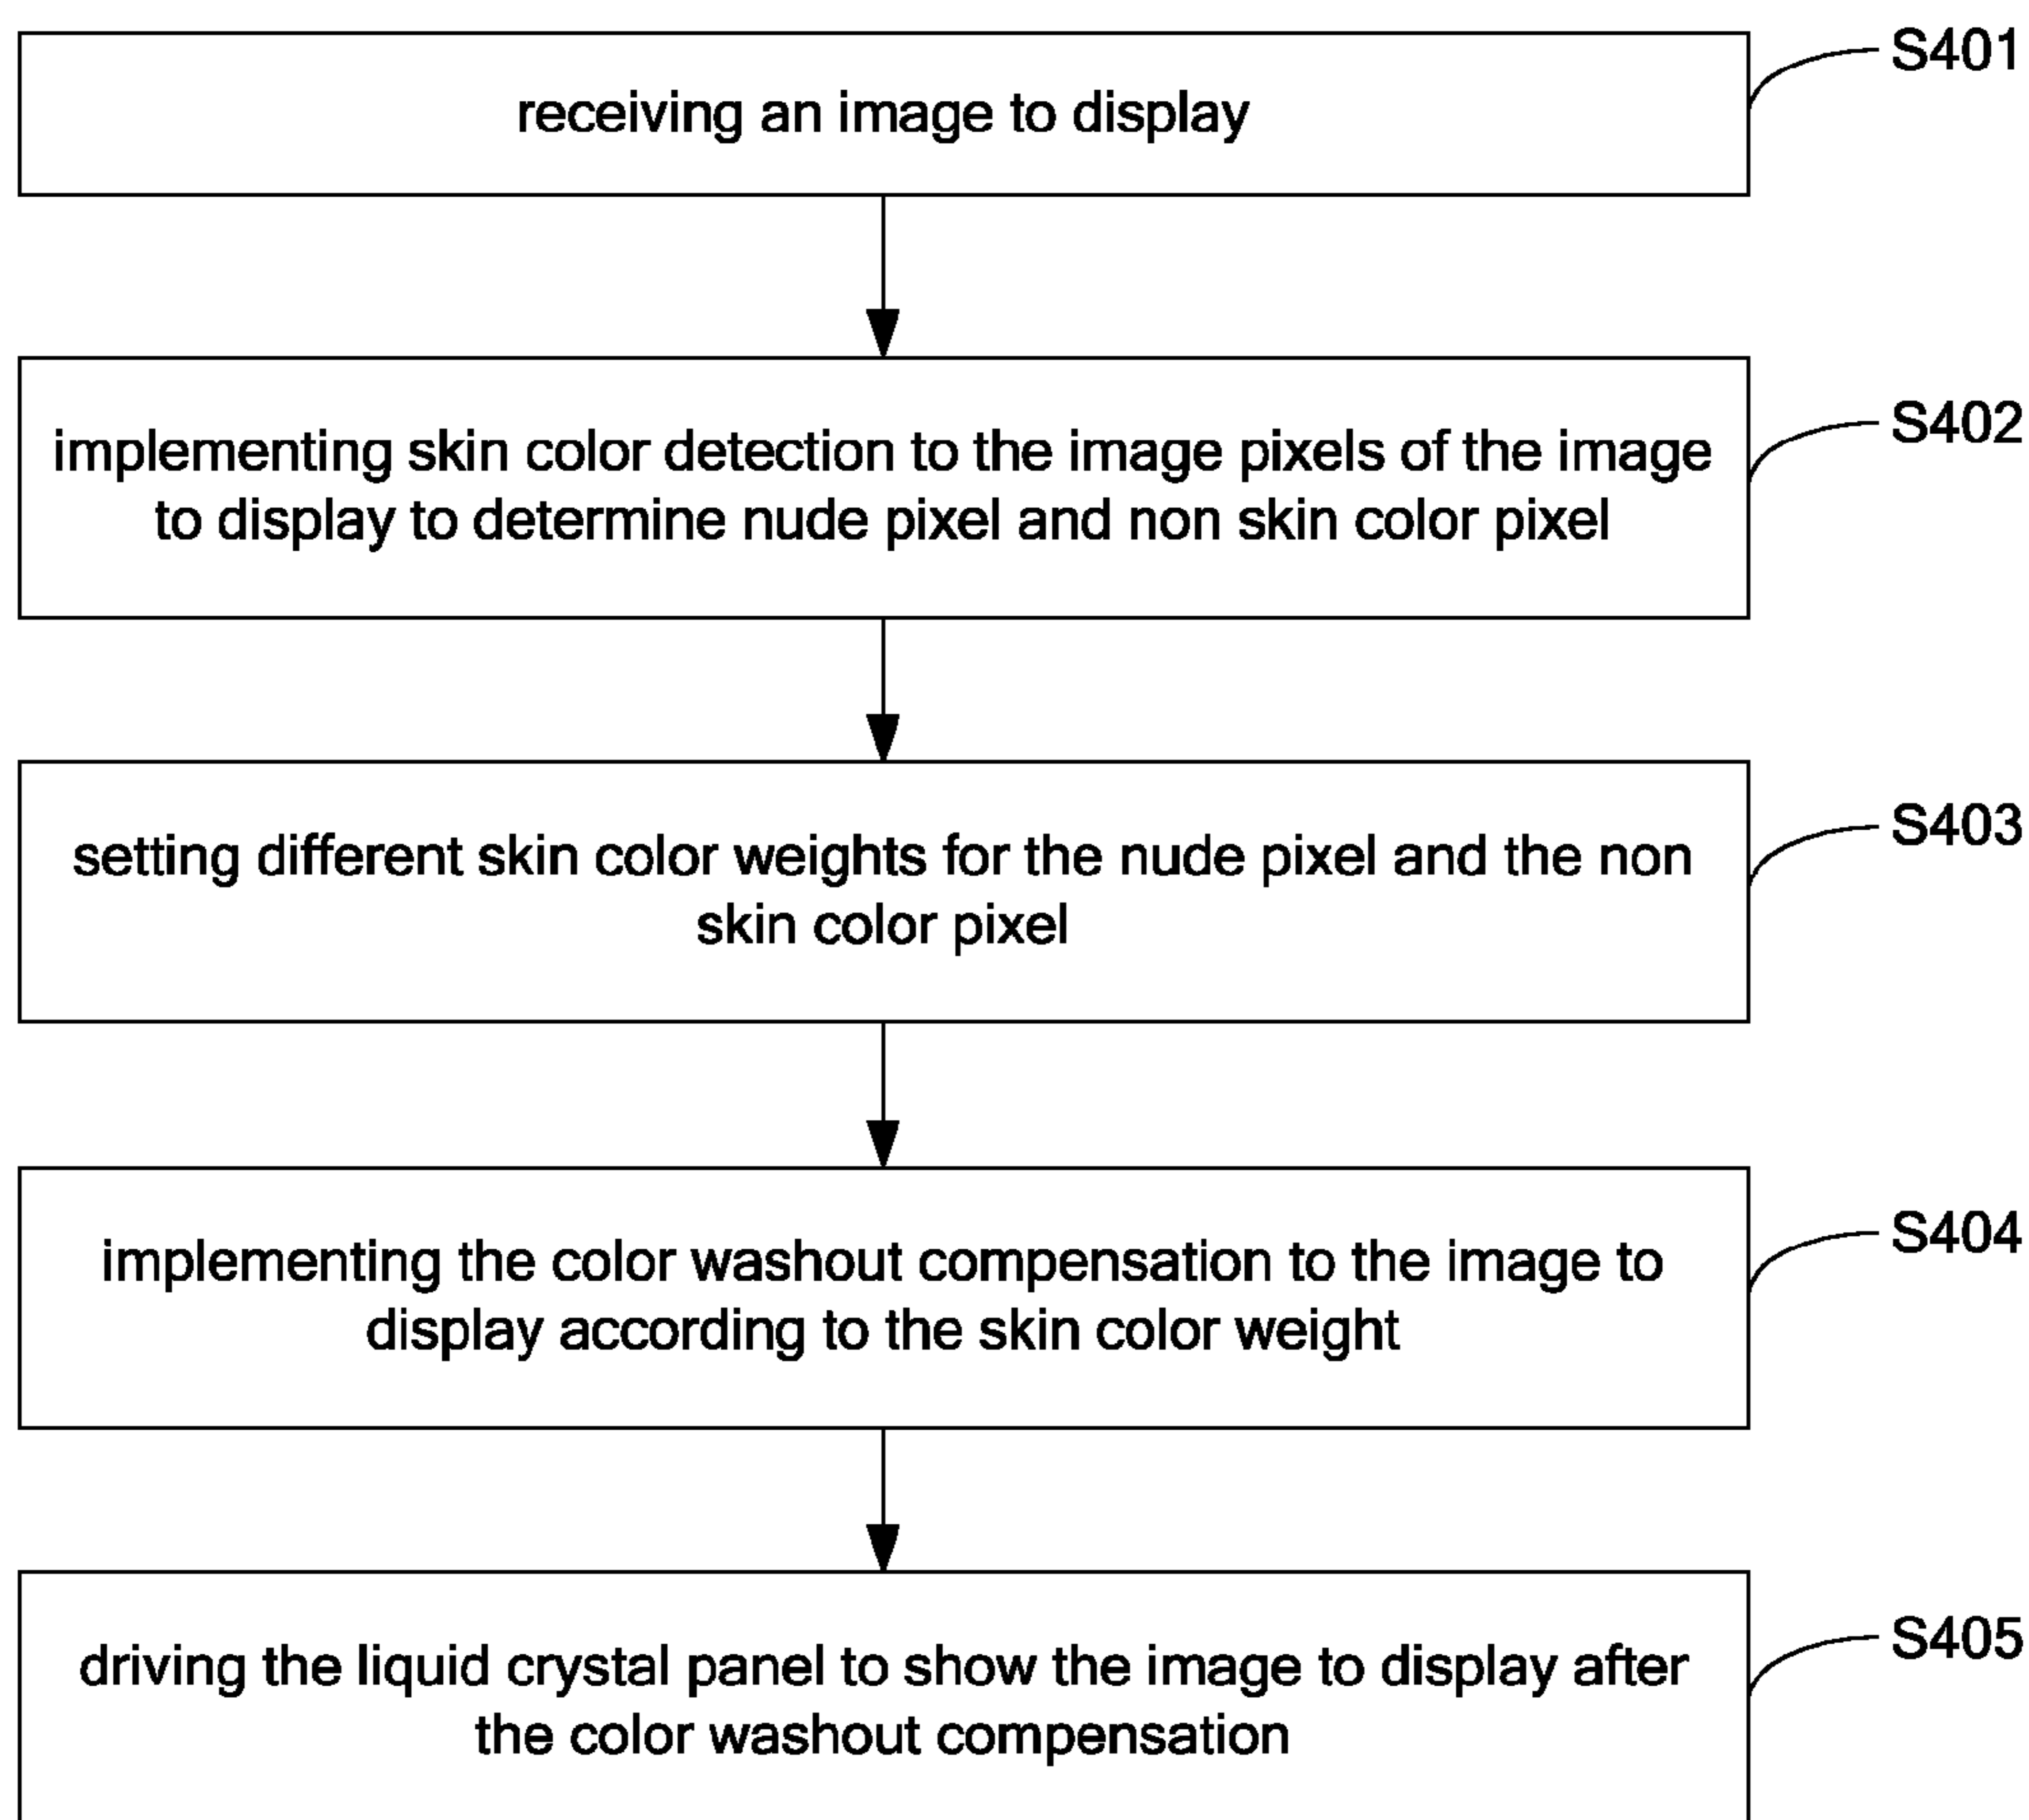 receiving an image to display
S401
implementing skin color detection to the image pixels of the image
to display to determine nude pixel and non skin color pixel
S402
setting different skin color weights for the nude pixel and the non
skin color pixel
S403
implementing the color washout compensation to the image to
display according to the skin color weight
S404
driving the liquid crystal panel to show the image to display after
the color washout compensation
S405